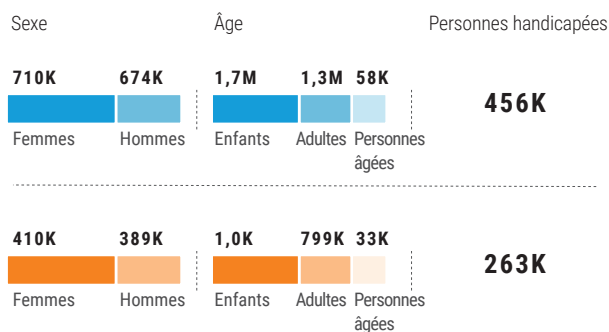 Sexe Âge Personnes handicapées
710K 674K 1,7M 1,3M 58K
456K
Femmes Hommes Enfants Adultes Personnes
âgées
410K 389K 1,0K 799K 33K
263K
Femmes Hommes Enfants Adultes Personnes
âgées